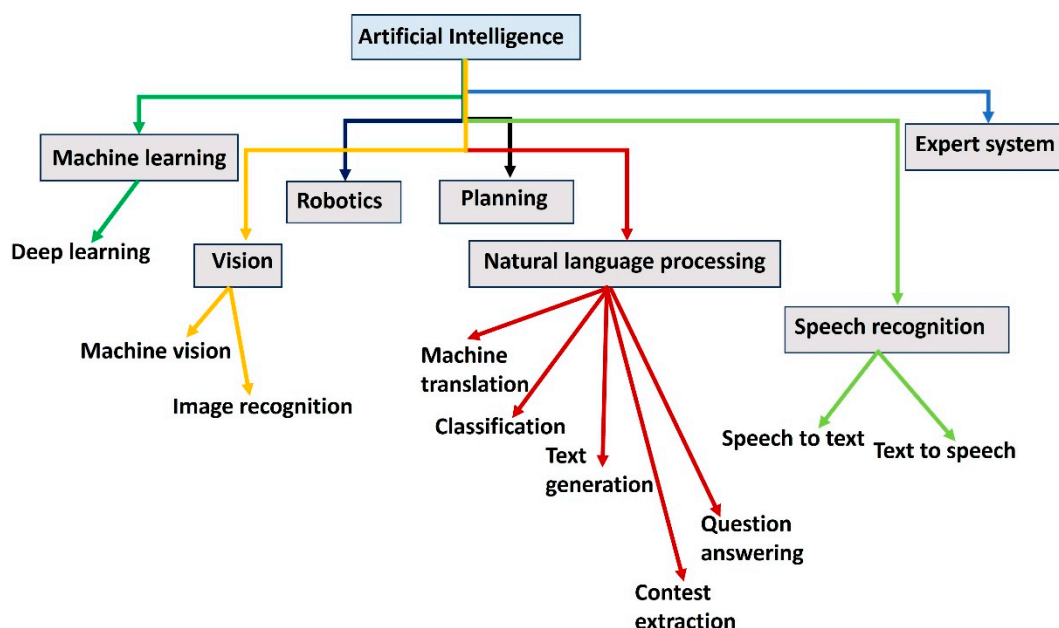 Artificial Intelligence
Machine learning
Robotics
Planning
Expert system
Deep learning
Vision
Natural language processing
Speech recognition
Machine vision
Image recognition
Machine
translation
Classification
Text
generation
Question
answering
Contest
extraction
Speech to text
Text to speech